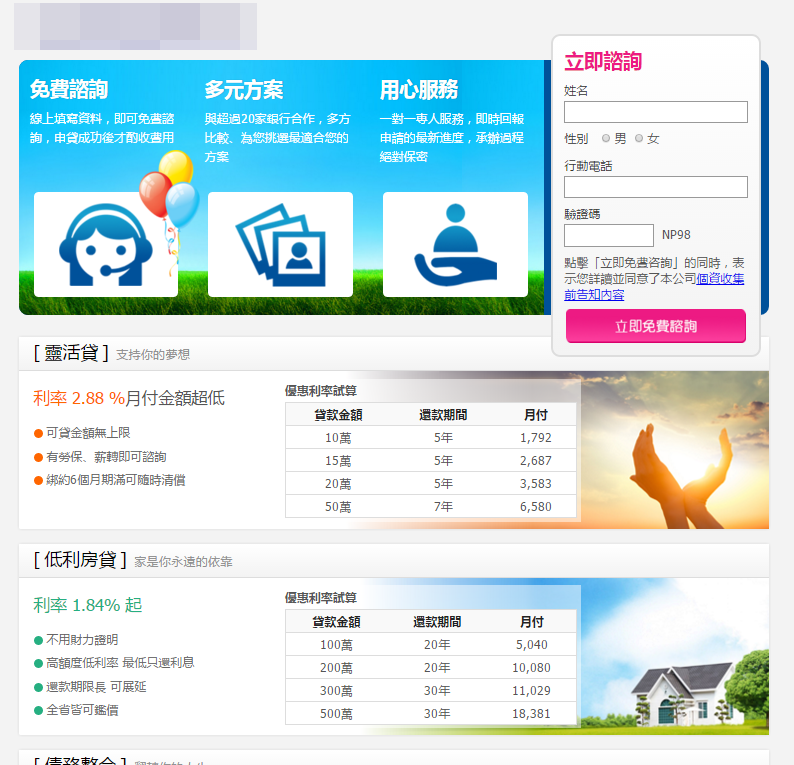 免費諮詢
線上填寫資料，即可免費諮
詢，申貸成功後才酌收費用
多元方案
與超過20家銀行合作，多方
比較、為您挑選最適合您的
方案
用心服務
一對一專人服務，即時回報
申請的最新進度，承辦過程
絕對保密
立即諮詢
姓名
性別 男 女
行動電話
驗證碼
NP98
點擊「立即免費咨詢」的同時，表
示您詳讀並同意了本公司個資收集
前告知內容
立即免費諮詢
[ 靈活貸 ] 支持你的夢想
利率 2.88 %月付金額超低
可貸金額無上限
有勞保、薪轉即可諮詢
綁約6個月期滿可隨時清償
優惠利率試算
貸款金額 還款期間 月付
10萬 5年 1,792
15萬 5年 2,687
20萬 5年 3,583
50萬 7年 6,580
[ 低利房貸 ] 家是你永遠的依靠
利率 1.84% 起
不用財力證明
高額度低利率 最低只還利息
還款期限長 可展延
全省皆可鑑價
優惠利率試算
貸款金額 還款期間 月付
100萬 20年 5,040
200萬 20年 10,080
300萬 30年 11,029
500萬 30年 18,381